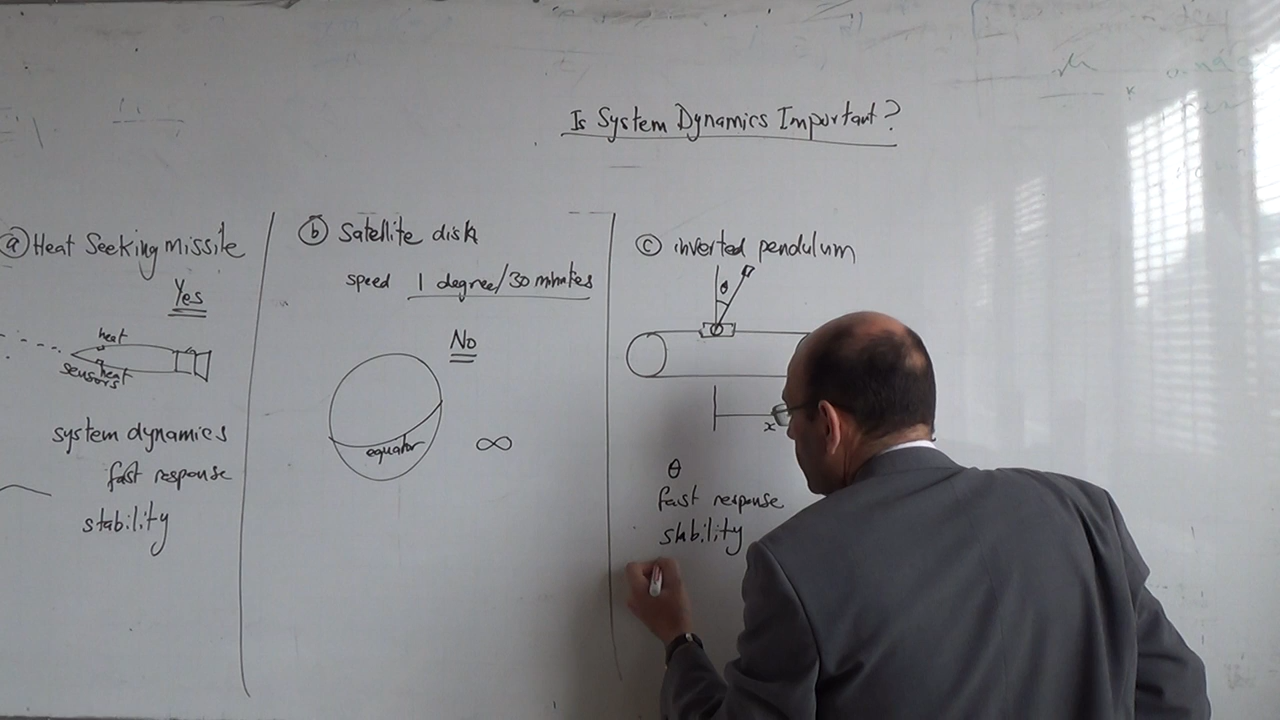 Is System Dynamics Important?
ⓐ Heat Seeking missile
Yes
heat
heat
sensors
system dynamics
fast response
stability
ⓑ Satellite disk
speed 1 degree/30 minutes
No
equator
∞
ⓒ inverted pendulum
θ
x
θ
fast response
stability